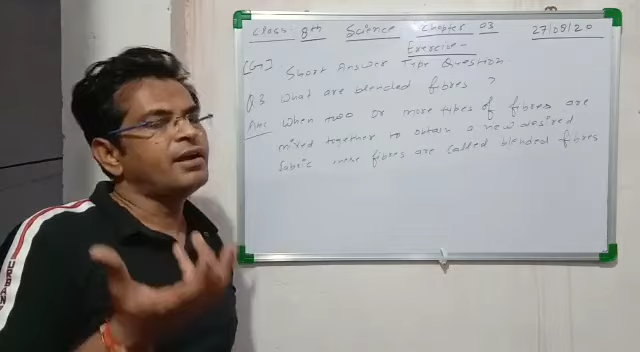 Class 8th Science Chapter 03 27/08/20
Exercise -
[G] Short Answer Type Question
Q.3 What are blended fibres ?
Ans When two or more types of fibres are
mixed together to obtain a new desired
fabric these fibres are called blended fibres
URBAN